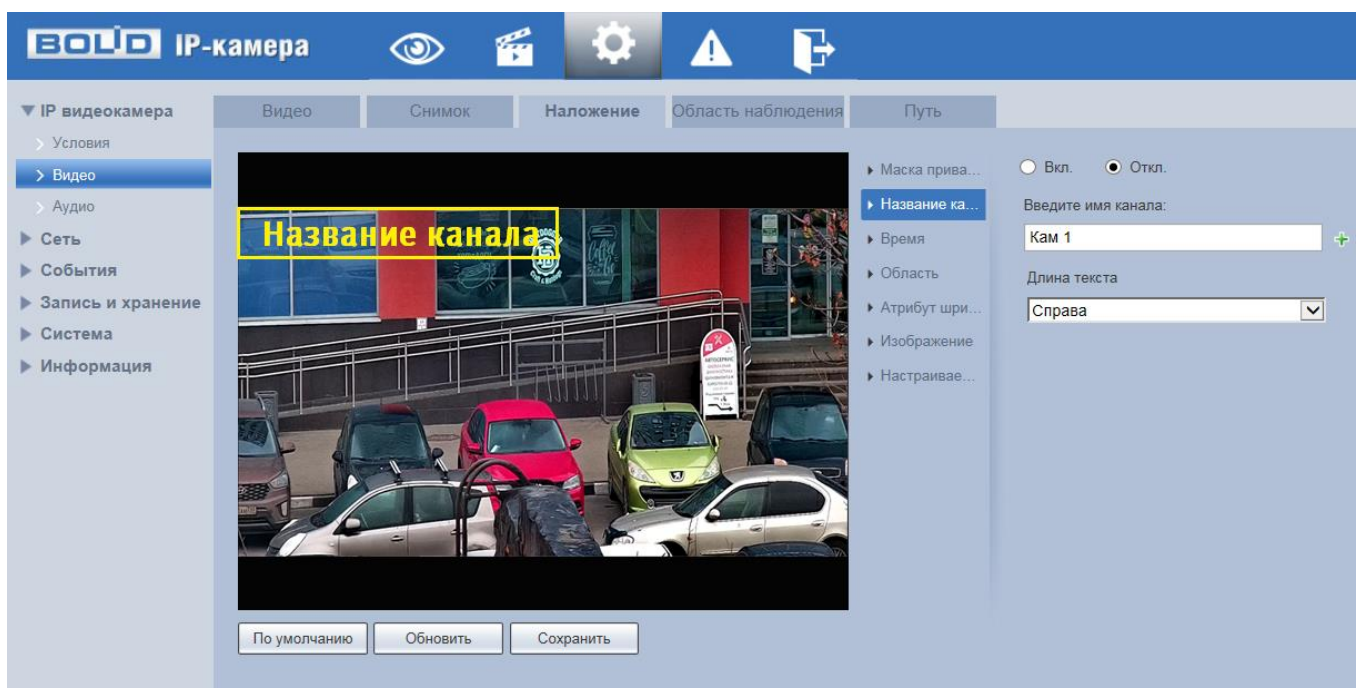 BOLID IP-камера
IP видеокамера
Условия
Видео
Аудио
Сеть
События
Запись и хранение
Система
Информация
Видео
Снимок
Наложение
Область наблюдения
Путь
Название канала
АВТОСЕРВИС
По умолчанию
Обновить
Сохранить
Маска прива...
Название ка...
Время
Область
Атрибут шри...
Изображение
Настраивае...
Вкл.
Откл.
Введите имя канала:
Кам 1
Длина текста
Справа